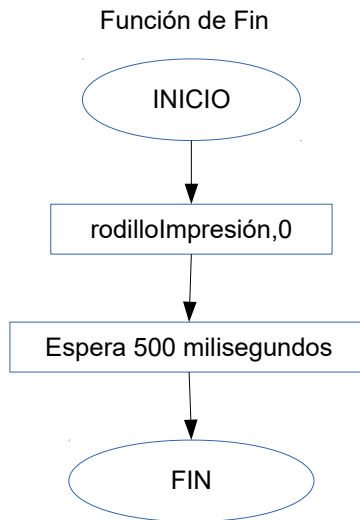 Función de Fin
INICIO
rodilloImpresión,0
Espera 500 milisegundos
FIN